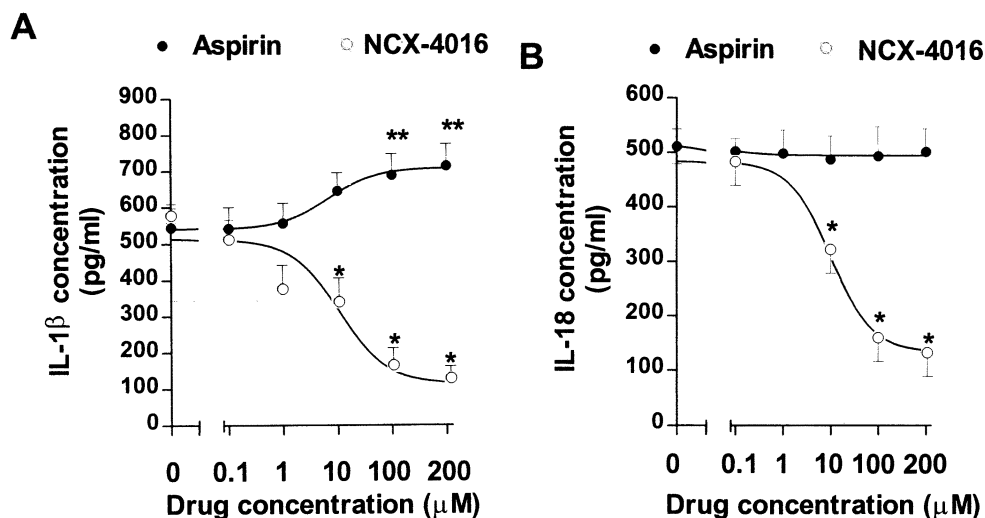 A
Aspirin NCX-4016
IL-1β concentration
(pg/ml)
900
800
700
600
500
400
300
200
100
0
** **
*
*
*
0 0.1 1 10 100 200
Drug concentration (μM)
B
Aspirin NCX-4016
IL-18 concentration
(pg/ml)
600
500
400
300
200
100
0
*
*
*
0 0.1 1 10 100 200
Drug concentration (μM)